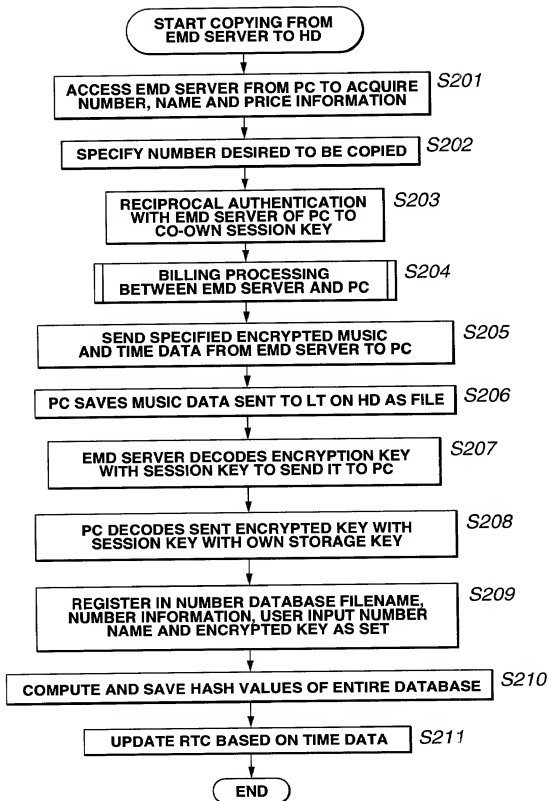 START COPYING FROM
EMD SERVER TO HD
S201
ACCESS EMD SERVER FROM PC TO ACQUIRE
NUMBER, NAME AND PRICE INFORMATION
S202
SPECIFY NUMBER DESIRED TO BE COPIED
S203
RECIPROCAL AUTHENTICATION
WITH EMD SERVER OF PC TO
CO-OWN SESSION KEY
S204
BILLING PROCESSING
BETWEEN EMD SERVER AND PC
S205
SEND SPECIFIED ENCRYPTED MUSIC
AND TIME DATA FROM EMD SERVER TO PC
S206
PC SAVES MUSIC DATA SENT TO LT ON HD AS FILE
S207
EMD SERVER DECODES ENCRYPTION KEY
WITH SESSION KEY TO SEND IT TO PC
S208
PC DECODES SENT ENCRYPTED KEY WITH
SESSION KEY WITH OWN STORAGE KEY
S209
REGISTER IN NUMBER DATABASE FILENAME,
NUMBER INFORMATION, USER INPUT NUMBER
NAME AND ENCRYPTED KEY AS SET
S210
COMPUTE AND SAVE HASH VALUES OF ENTIRE DATABASE
S211
UPDATE RTC BASED ON TIME DATA
END